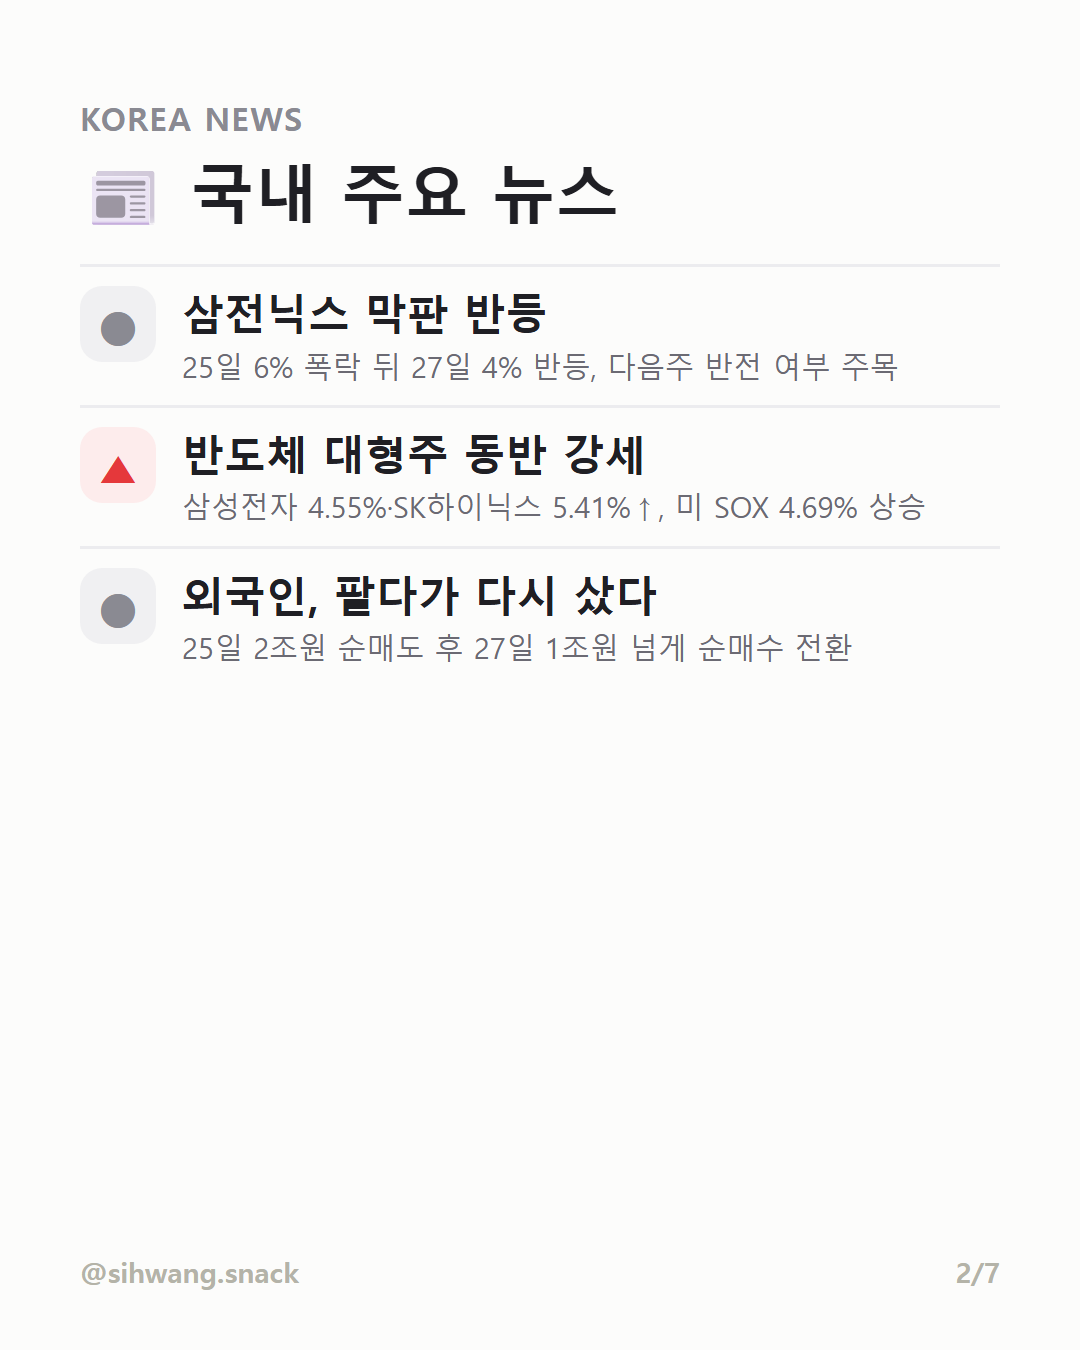 KOREA NEWS
국내 주요 뉴스
삼전닉스 막판 반등
25일 6% 폭락 뒤 27일 4% 반등, 다음주 반전 여부 주목
반도체 대형주 동반 강세
삼성전자 4.55%·SK하이닉스 5.41%↑, 미 SOX 4.69% 상승
외국인, 팔다가 다시 샀다
25일 2조원 순매도 후 27일 1조원 넘게 순매수 전환
@sihwang.snack
2/7